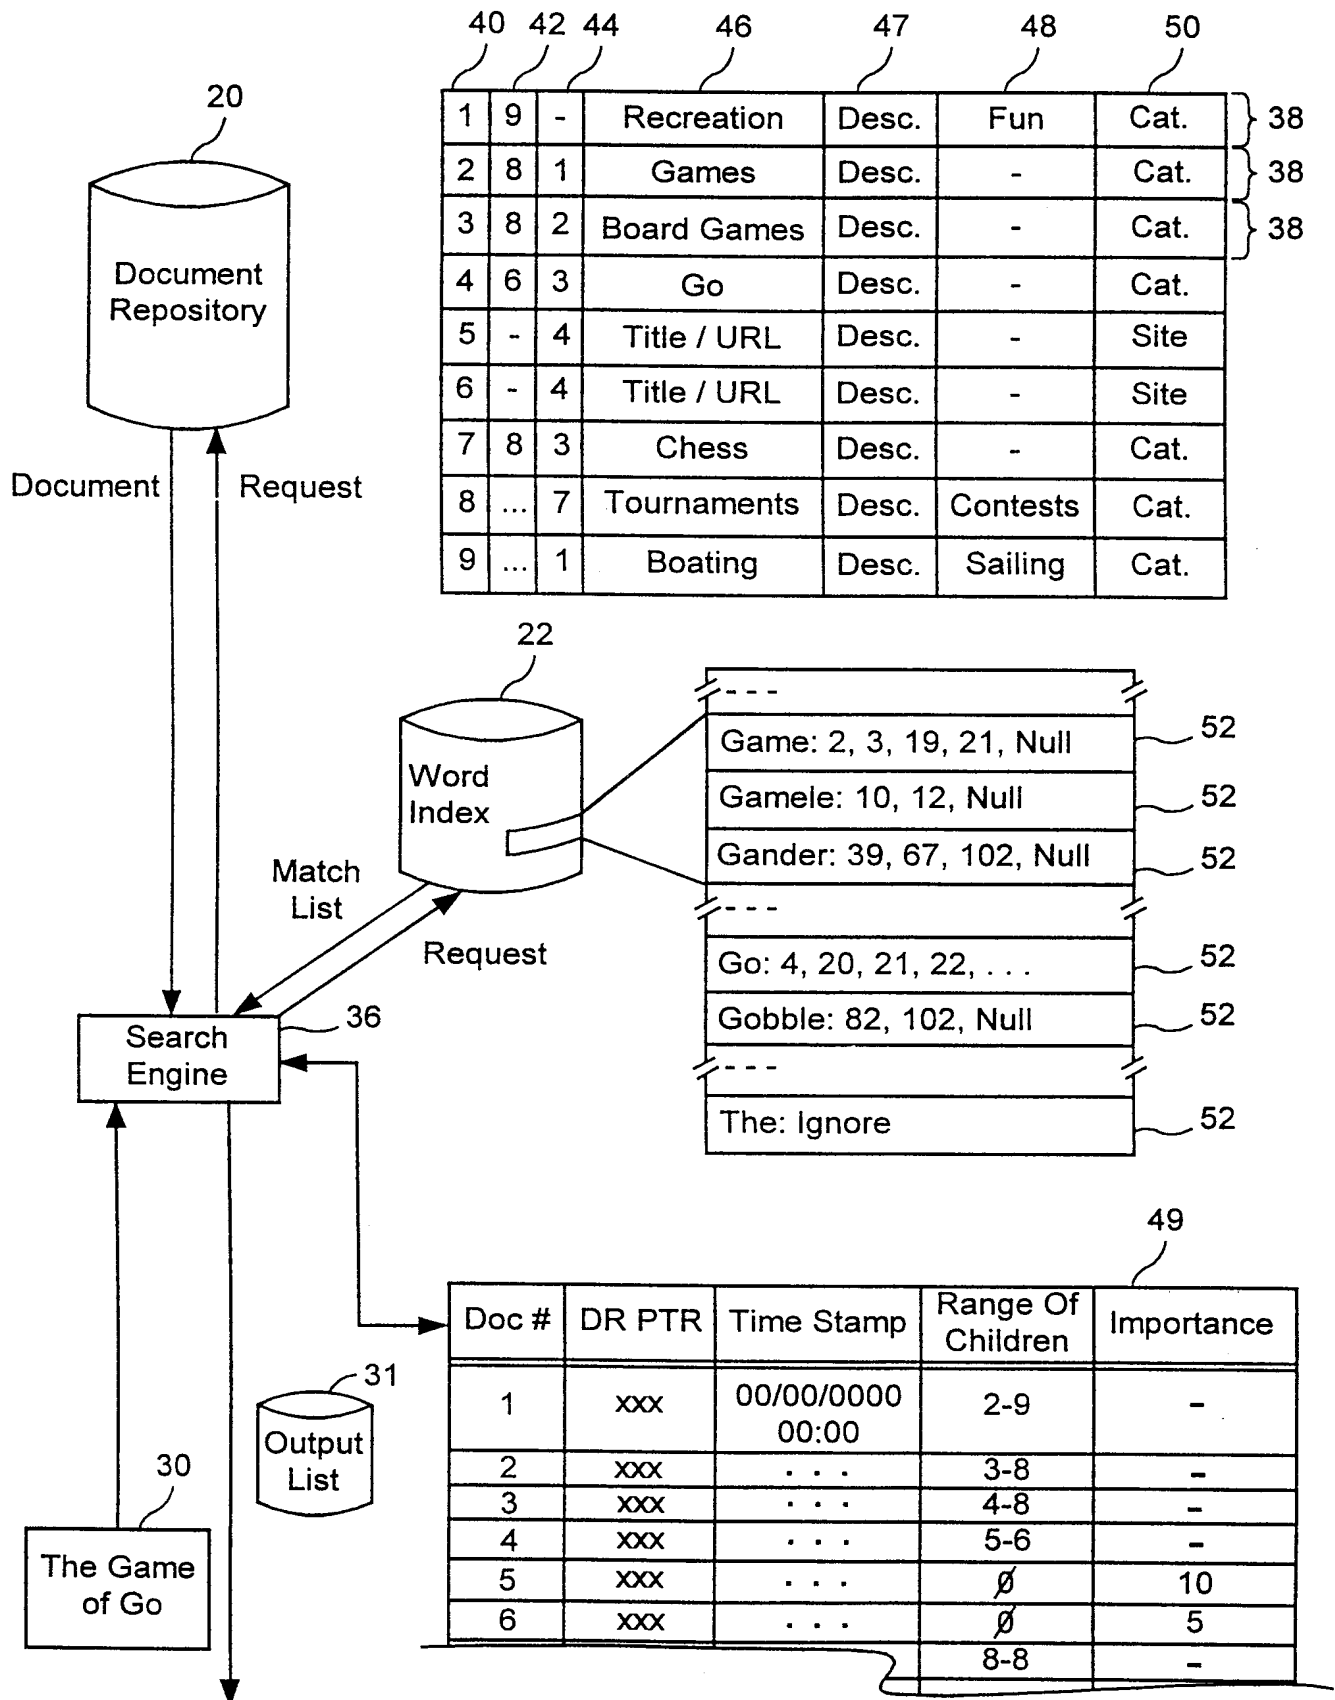 40 42 44 46 47 48 50
20
1 9 - Recreation Desc. Fun Cat. 38
2 8 1 Games Desc. - Cat. 38
3 8 2 Board Games Desc. - Cat. 38
4 6 3 Go Desc. - Cat.
5 - 4 Title / URL Desc. - Site
6 - 4 Title / URL Desc. - Site
7 8 3 Chess Desc. - Cat.
8 ... 7 Tournaments Desc. Contests Cat.
9 ... 1 Boating Desc. Sailing Cat.
Document
Repository
Document Request
22
Word
Index
- - -
Game: 2, 3, 19, 21, Null 52
Gamele: 10, 12, Null 52
Gander: 39, 67, 102, Null 52
- - -
Go: 4, 20, 21, 22, . . . 52
Gobble: 82, 102, Null 52
- - -
The: Ignore 52
Match
List
Request
36
Search
Engine
49
Doc # DR PTR Time Stamp Range Of
Children Importance
1 xxx 00/00/0000
00:00 2-9 -
2 xxx . . . 3-8 -
3 xxx . . . 4-8 -
4 xxx . . . 5-6 -
5 xxx . . . Ø 10
6 xxx . . . Ø 5
8-8 -
31
Output
List
30
The Game
of Go